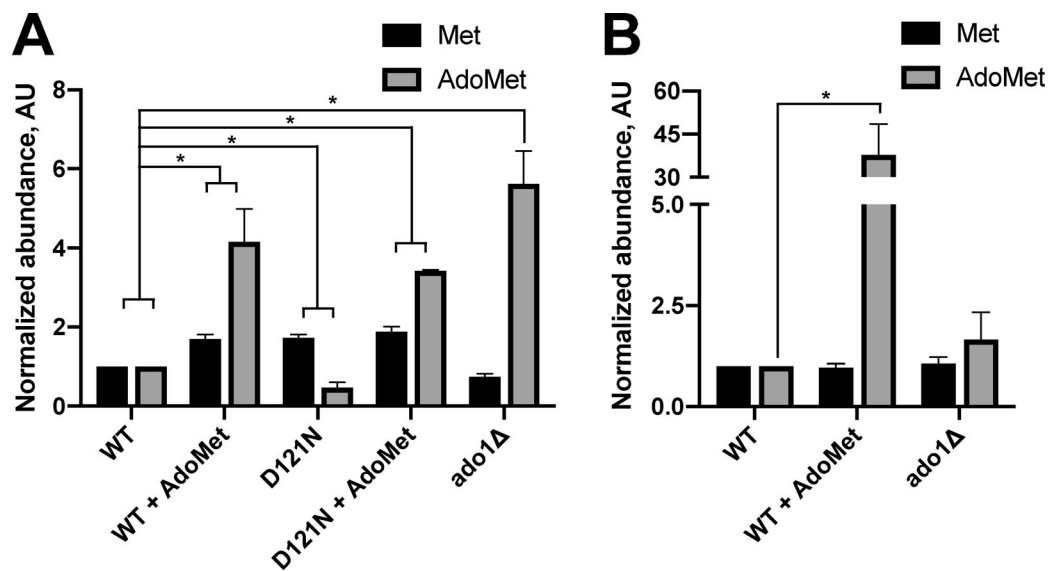 A
Met
AdoMet
Normalized abundance, AU
8
6
4
2
0
*
*
*
*
WT
WT + AdoMet
D121N
D121N + AdoMet
ado1Δ
B
Met
AdoMet
Normalized abundance, AU
60
45
30
5.0
2.5
0.0
*
WT
WT + AdoMet
ado1Δ